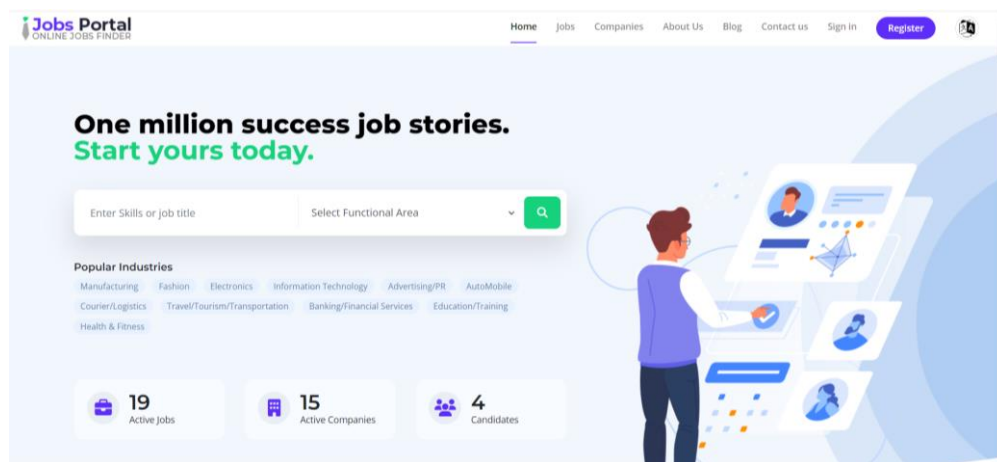 Jobs Portal
ONLINE JOBS FINDER
Home Jobs Companies About Us Blog Contact us Sign in Register
One million success job stories.
Start yours today.
Enter Skills or job title Select Functional Area
Popular Industries
Manufacturing Fashion Electronics Information Technology Advertising/PR AutoMobile
Courier/Logistics Travel/Tourism/Transportation Banking/Financial Services Education/Training
Health & Fitness
19 15 4
Active Jobs Active Companies Candidates